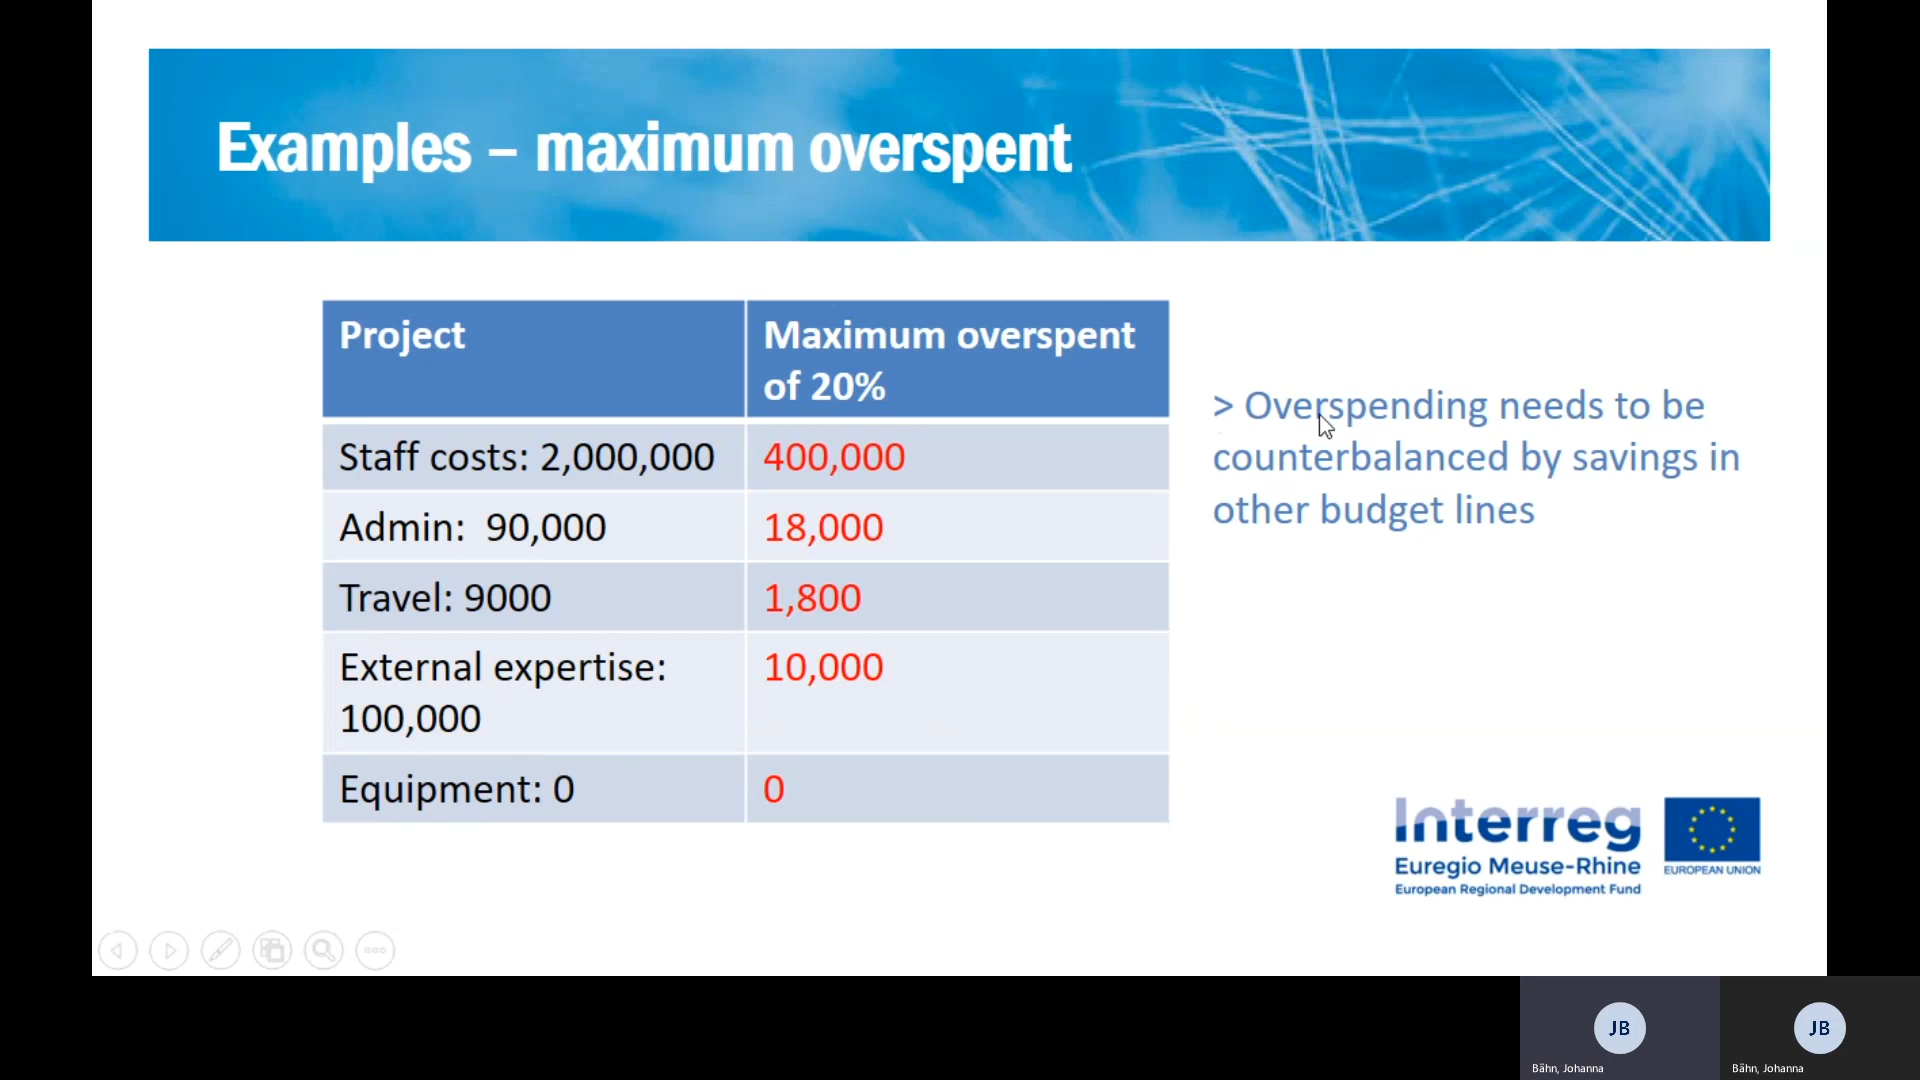 Examples – maximum overspent
Project
Maximum overspent
of 20%
Staff costs: 2,000,000
400,000
Admin:  90,000
18,000
Travel: 9000
1,800
External expertise:
100,000
10,000
Equipment: 0
0
> Overspending needs to be
counterbalanced by savings in
other budget lines
Interreg
Euregio Meuse-Rhine
European Regional Development Fund
EUROPEAN UNION
JB
Bähn, Johanna
JB
Bähn, Johanna